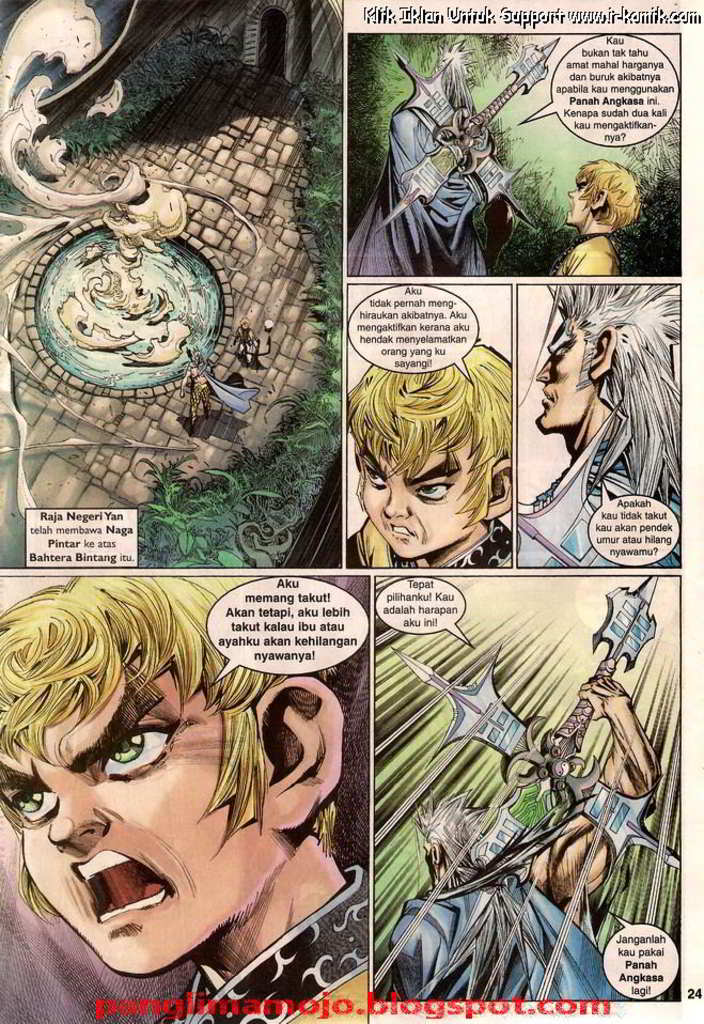 Klik Iklan Untuk Support www.ir-komik.com
Kau
bukan tak tahu
amat mahal harganya
dan buruk akibatnya
apabila kau menggunakan
Panah Angkasa ini.
Kenapa sudah dua kali
kau mengaktifkan-
nya?
Raja Negeri Yan
telah membawa Naga
Pintar ke atas
Bahtera Bintang itu.
Aku
tidak pernah meng-
hiraukan akibatnya. Aku
mengaktifkan kerana aku
hendak menyelamatkan
orang yang ku
sayangi!
Apakah
kau tidak takut
kau akan pendek
umur atau hilang
nyawamu?
Aku
memang takut!
Akan tetapi, aku lebih
takut kalau ibu atau
ayahku akan kehilangan
nyawanya!
Tepat
pilihanku! Kau
adalah harapan
aku ini!
Janganlah
kau pakai
Panah
Angkasa
lagi!
24
panglimamojo.blogspot.com